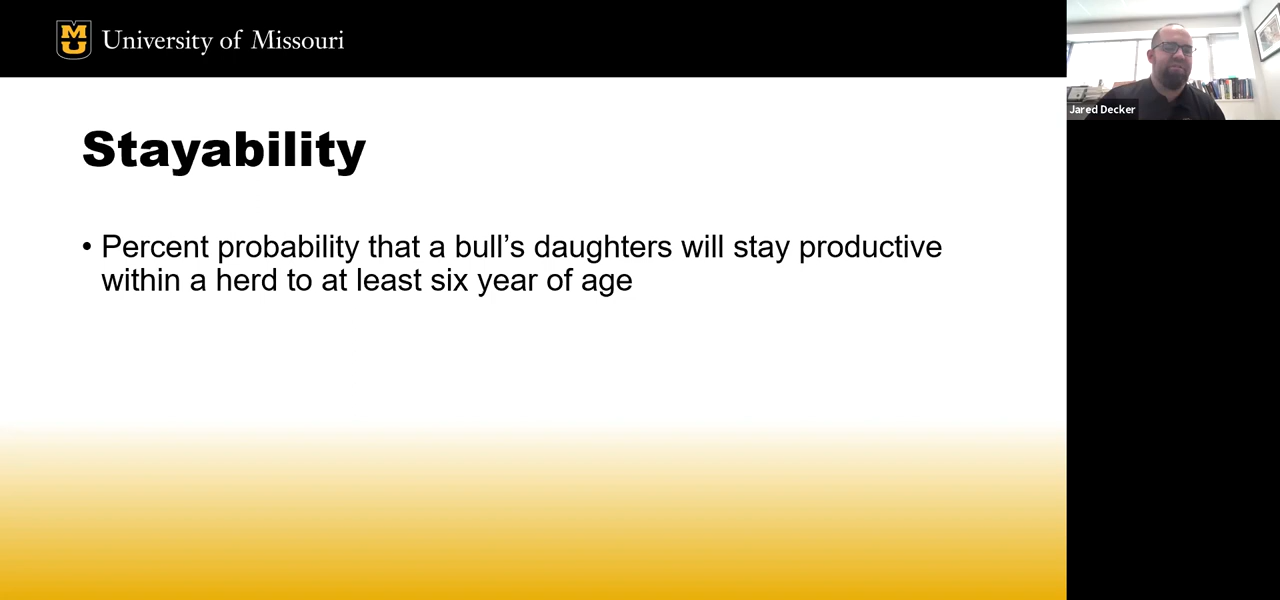 University of Missouri
Jared Decker
Stayability
• Percent probability that a bull's daughters will stay productive
within a herd to at least six year of age